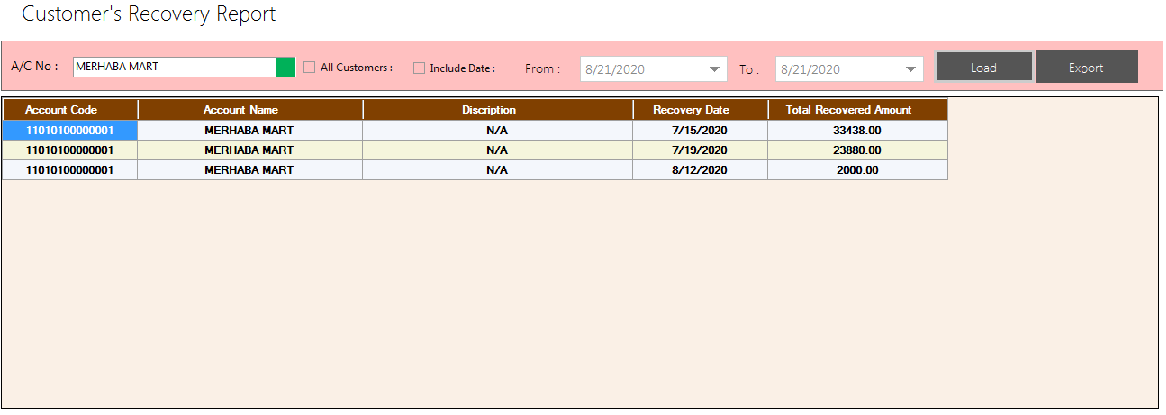 Customer's Recovery Report
A/C No : MERHABA MART All Customers : Include Date : From : 8/21/2020 To . 8/21/2020 Load Export
Account Code Account Name Discription Recovery Date Total Recovered Amount
11010100000001 MERHABA MART N/A 7/15/2020 33438.00
11010100000001 MERHABA MART N/A 7/19/2020 23880.00
11010100000001 MERHABA MART N/A 8/12/2020 2000.00